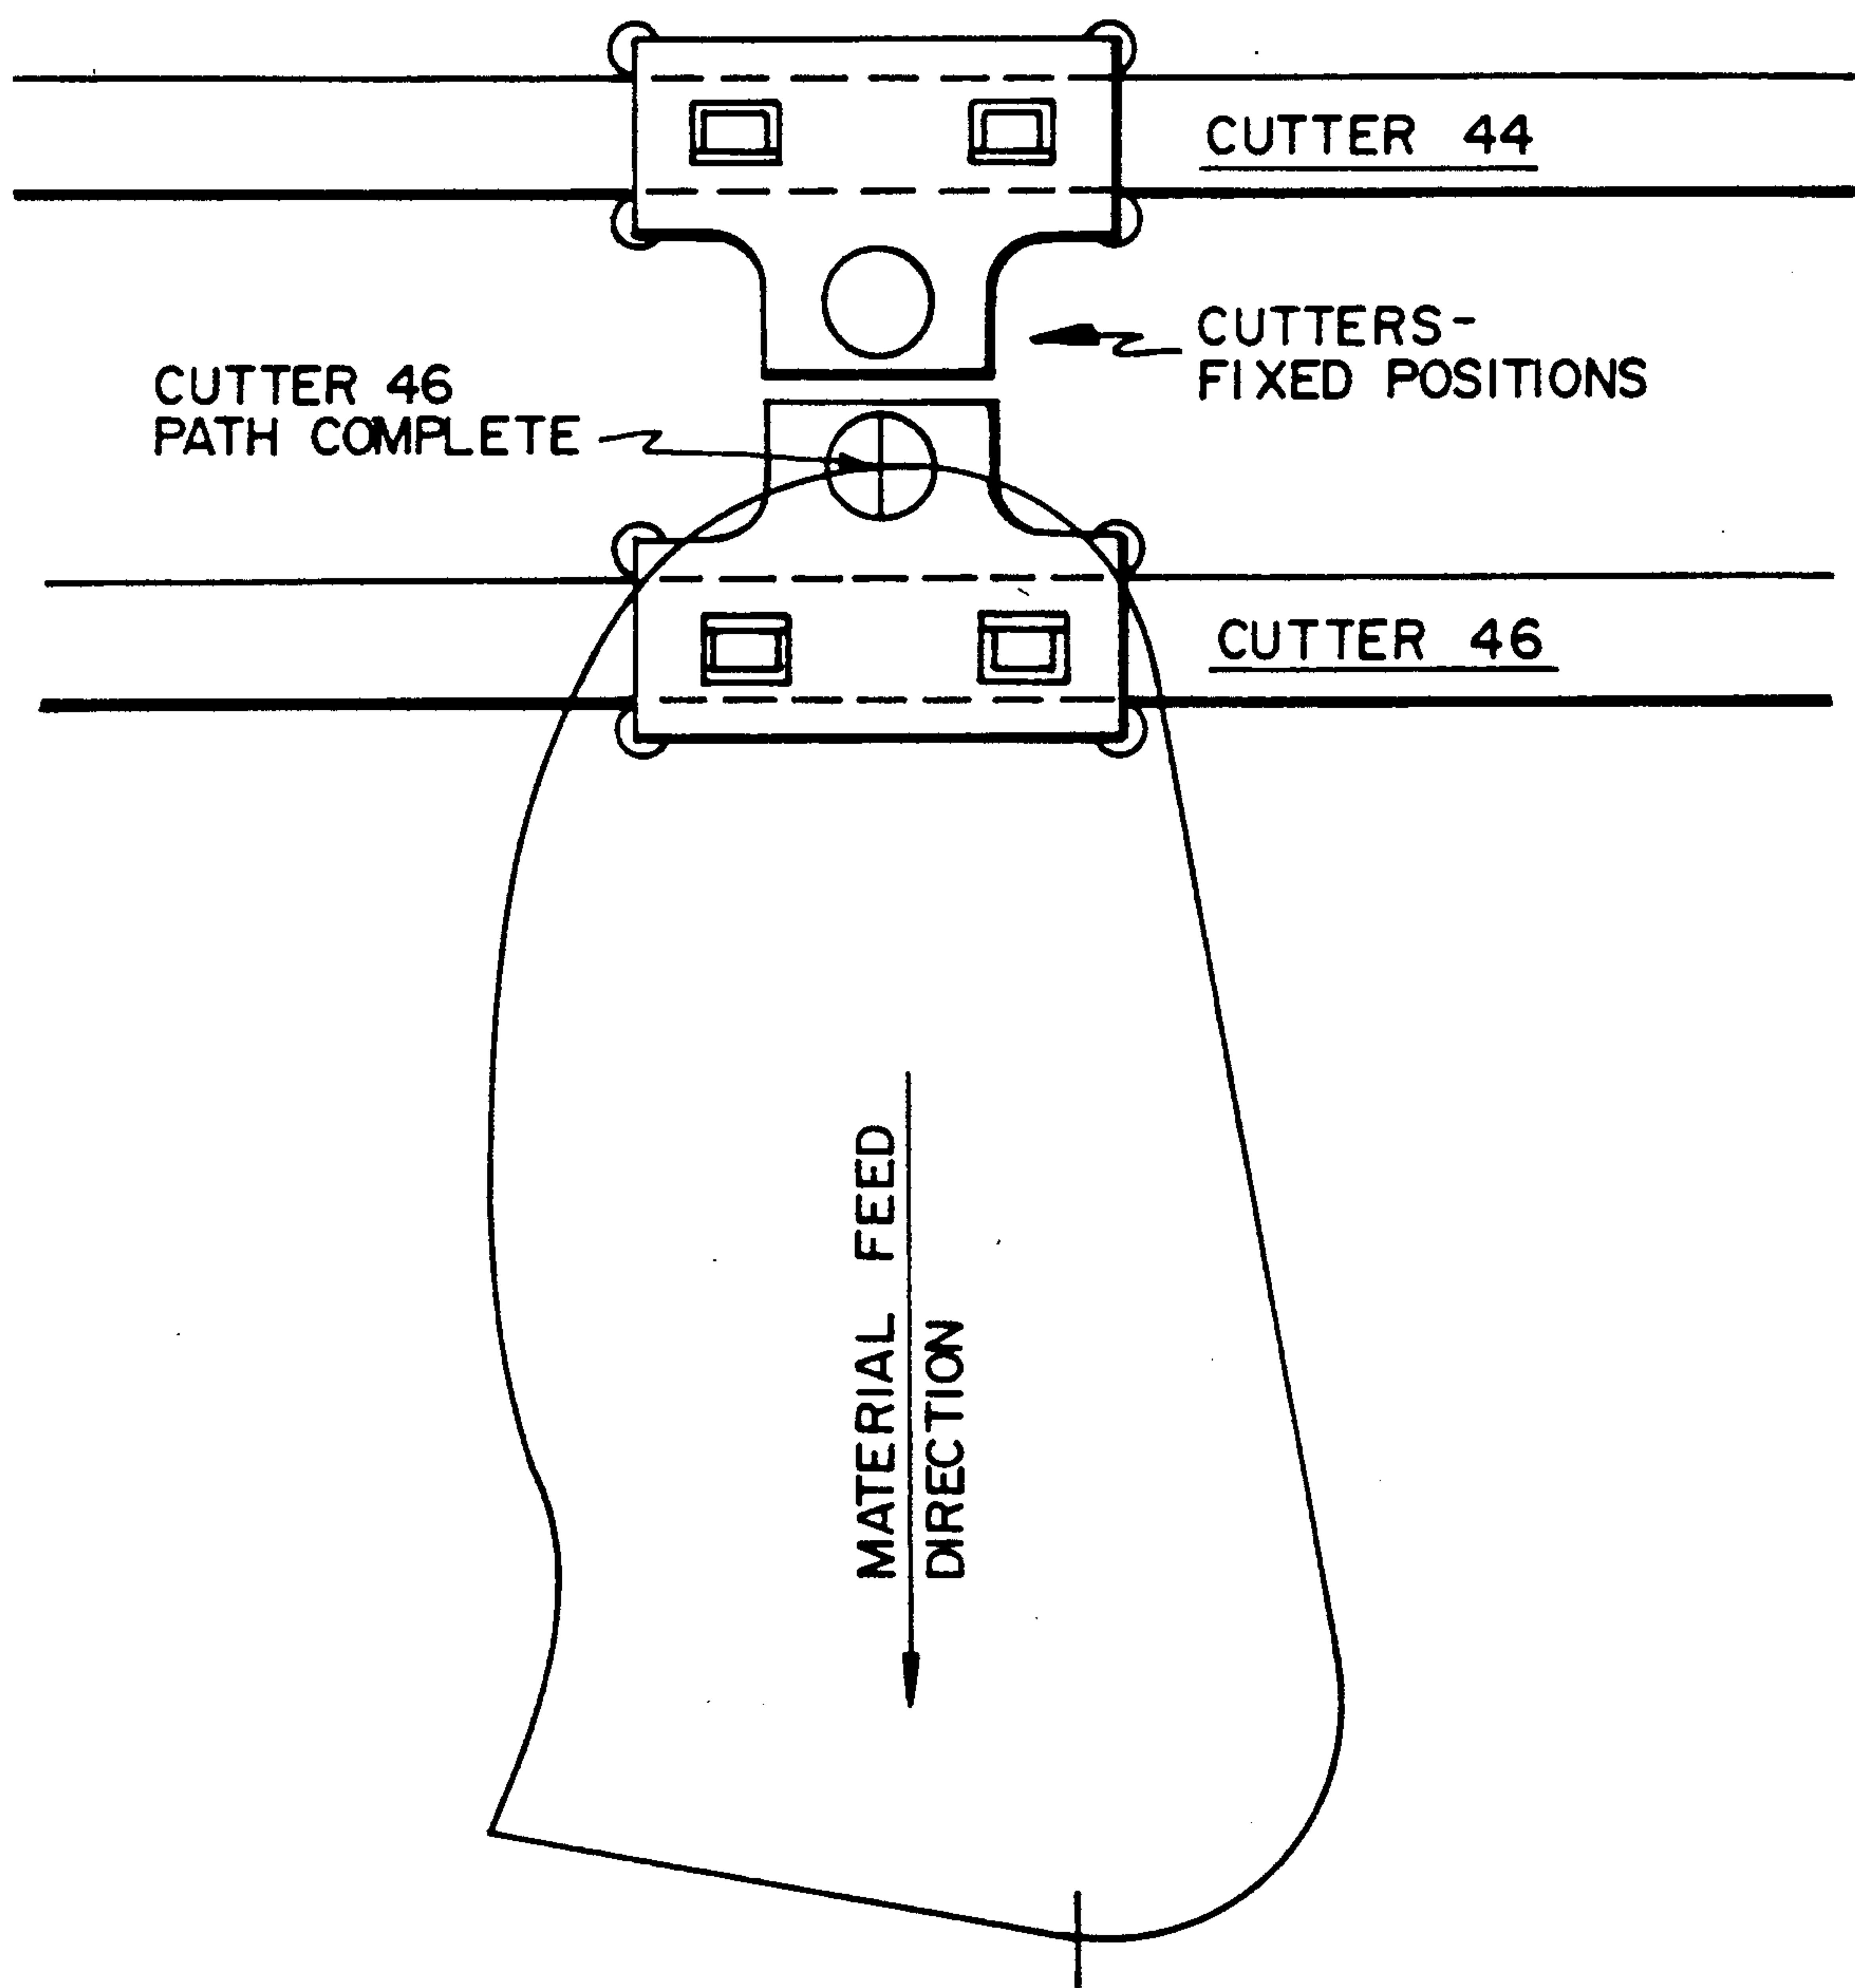 CUTTER 44
CUTTERS-
FIXED POSITIONS
CUTTER 46
PATH COMPLETE
CUTTER 46
MATERIAL FEED
DIRECTION